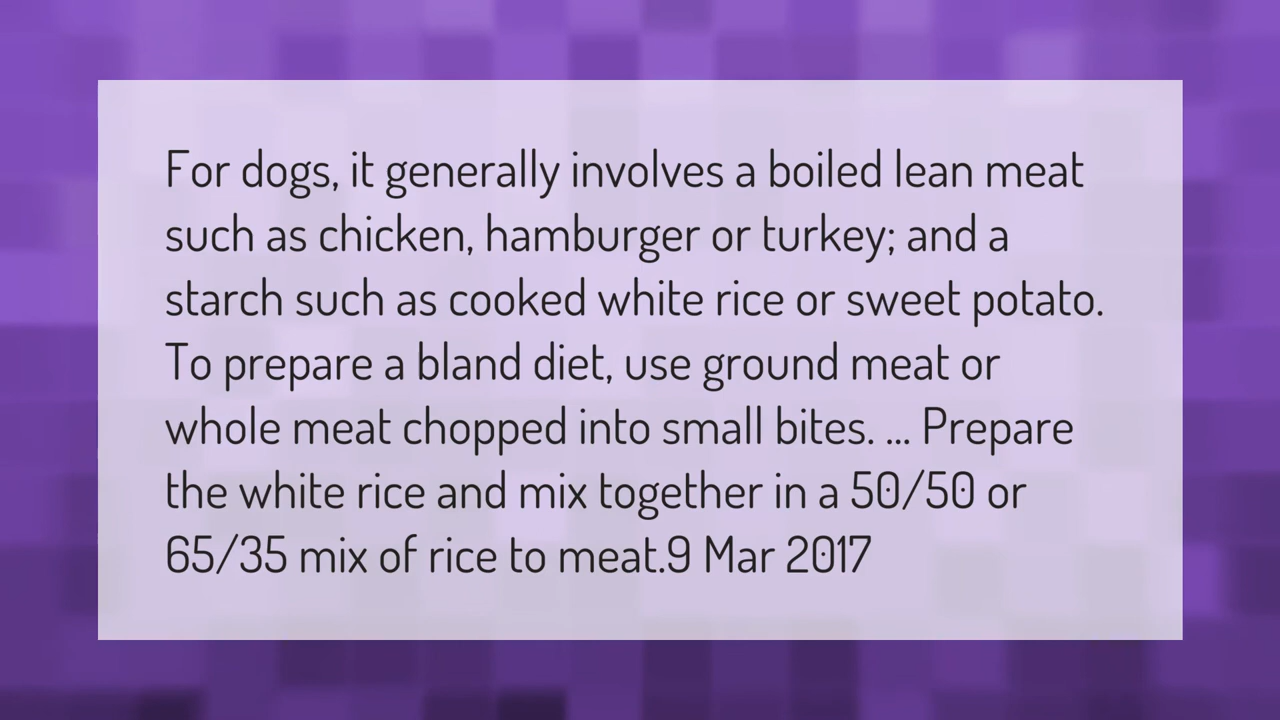 For dogs, it generally involves a boiled lean meat
such as chicken, hamburger or turkey; and a
starch such as cooked white rice or sweet potato.
To prepare a bland diet, use ground meat or
whole meat chopped into small bites. ... Prepare
the white rice and mix together in a 50/50 or
65/35 mix of rice to meat.9 Mar 2017